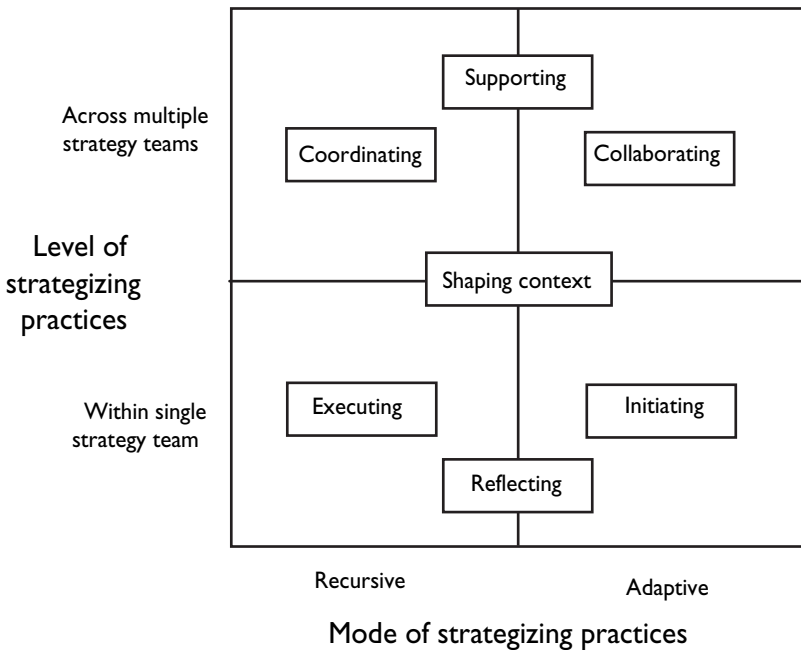 Supporting
Across multiple
strategy teams
Coordinating
Collaborating
Level of
strategizing
practices
Shaping context
Within single
strategy team
Executing
Initiating
Reflecting
Recursive
Adaptive
Mode of strategizing practices